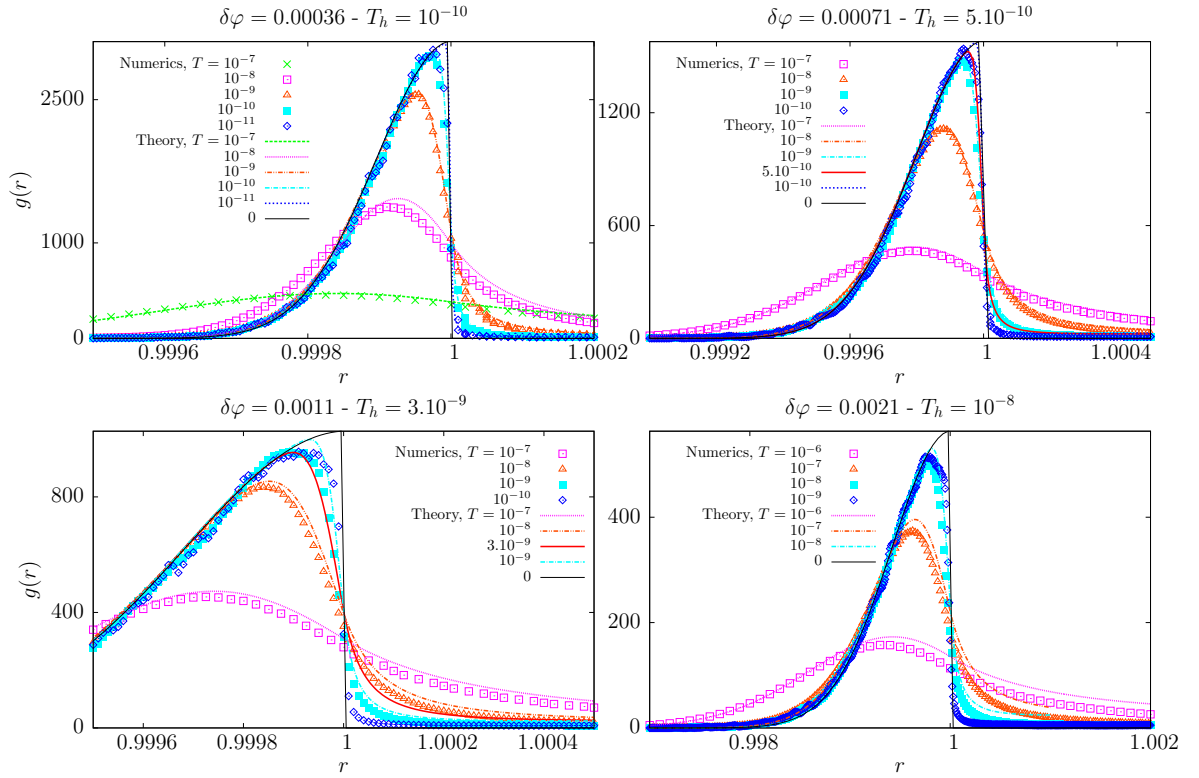 δφ = 0.00036 - T_h = 10^{-10}
g(r)
2500
1000
0
Numerics, T = 10^{-7}
10^{-8}
10^{-9}
10^{-10}
10^{-11}
Theory, T = 10^{-7}
10^{-8}
10^{-9}
10^{-10}
10^{-11}
0
0.9996 0.9998 1 1.0002
r
δφ = 0.00071 - T_h = 5.10^{-10}
1200
600
0
Numerics, T = 10^{-7}
10^{-8}
10^{-9}
10^{-10}
Theory, 10^{-7}
10^{-8}
10^{-9}
5.10^{-10}
10^{-10}
0
0.9992 0.9996 1 1.0004
r
δφ = 0.0011 - T_h = 3.10^{-9}
g(r)
800
400
0
Numerics, T = 10^{-7}
10^{-8}
10^{-9}
10^{-10}
Theory, T = 10^{-7}
10^{-8}
3.10^{-9}
10^{-9}
0
0.9996 0.9998 1 1.0002 1.0004
r
δφ = 0.0021 - T_h = 10^{-8}
400
200
0
Numerics, T = 10^{-6}
10^{-7}
10^{-8}
10^{-9}
Theory, T = 10^{-6}
10^{-7}
10^{-8}
0
0.998 1 1.002
r